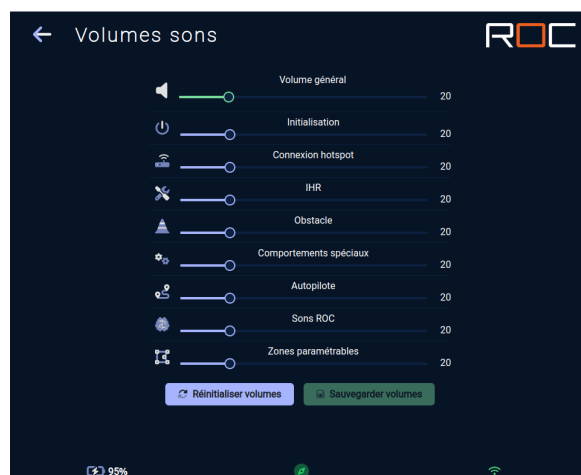 Volumes sons
ROC
Volume général
20
Initialisation
20
Connexion hotspot
20
IHR
20
Obstacle
20
Comportements spéciaux
20
Autopilote
20
Sons ROC
20
Zones paramétrables
20
Réinitialiser volumes
Sauvegarder volumes
95%